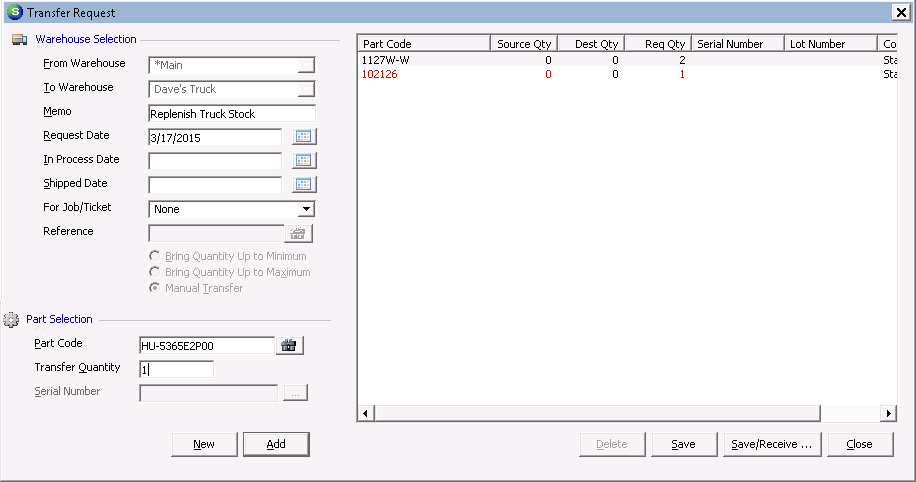 Transfer Request
Warehouse Selection
From Warehouse *Main
To Warehouse Dave's Truck
Memo Replenish Truck Stock
Request Date 3/17/2015
In Process Date
Shipped Date
For Job/Ticket None
Reference
Bring Quantity Up to Minimum
Bring Quantity Up to Maximum
Manual Transfer
Part Selection
Part Code HU-5365E2P00
Transfer Quantity 1
Serial Number ...
New Add
Part Code Source Qty Dest Qty Req Qty Serial Number Lot Number Co
1127W-W 0 0 2 Sta
102126 0 0 1 Sta
Delete Save Save/Receive ... Close